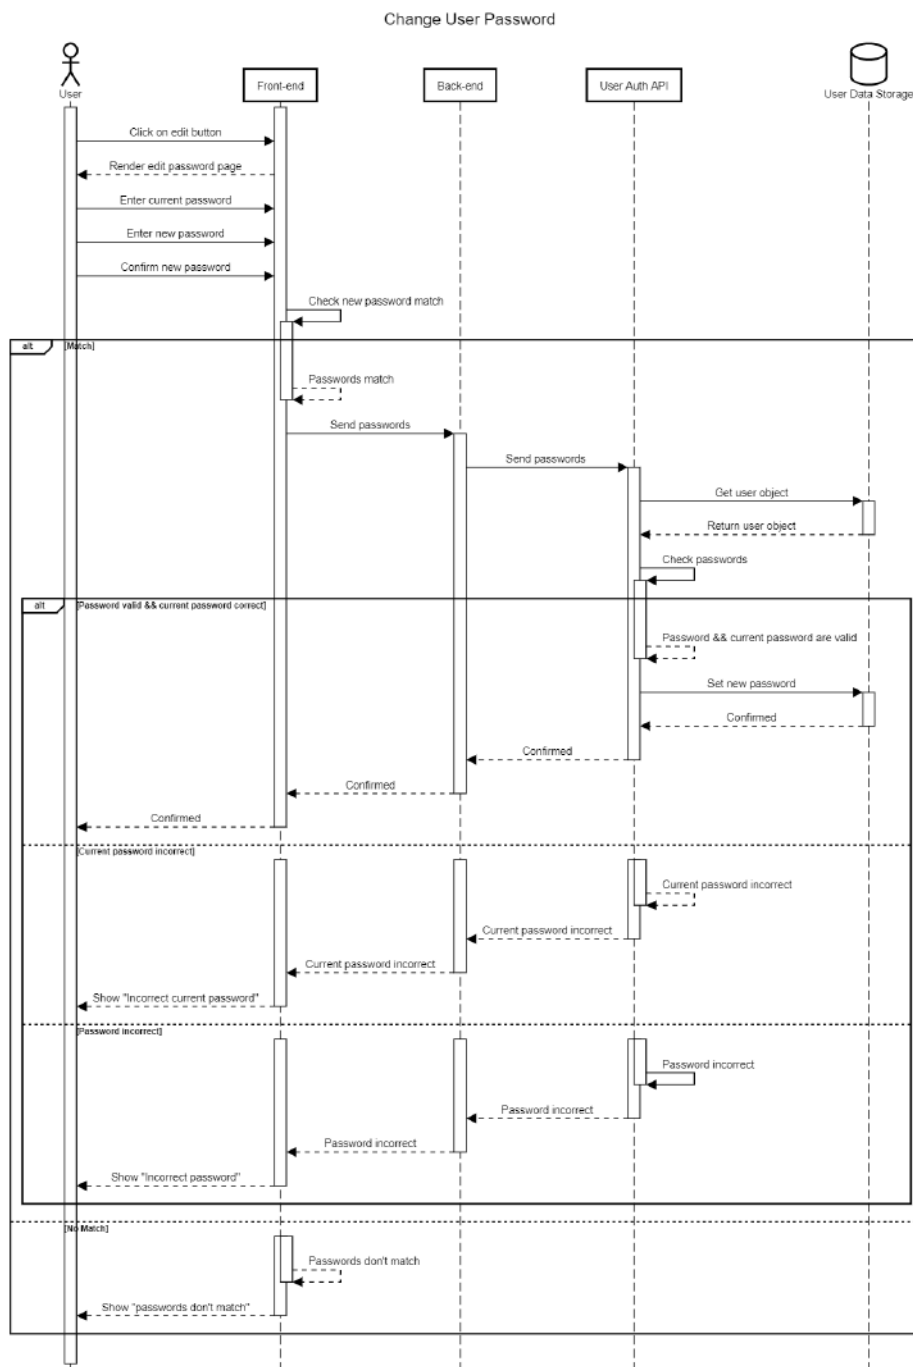 Change User Password
User
Front-end
Back-end
User Auth API
User Data Storage
Click on edit button
Render edit password page
Enter current password
Enter new password
Confirm new password
Check new password match
alt
[Match]
Passwords match
Send passwords
Send passwords
Get user object
Return user object
Check passwords
alt
[Password valid && current password correct]
Password && current password are valid
Set new password
Confirmed
Confirmed
Confirmed
Confirmed
[Current password incorrect]
Current password incorrect
Current password incorrect
Current password incorrect
Show "Incorrect current password"
[Password incorrect]
Password incorrect
Password incorrect
Password incorrect
Show "Incorrect password"
[No Match]
Passwords don't match
Show "passwords don't match"